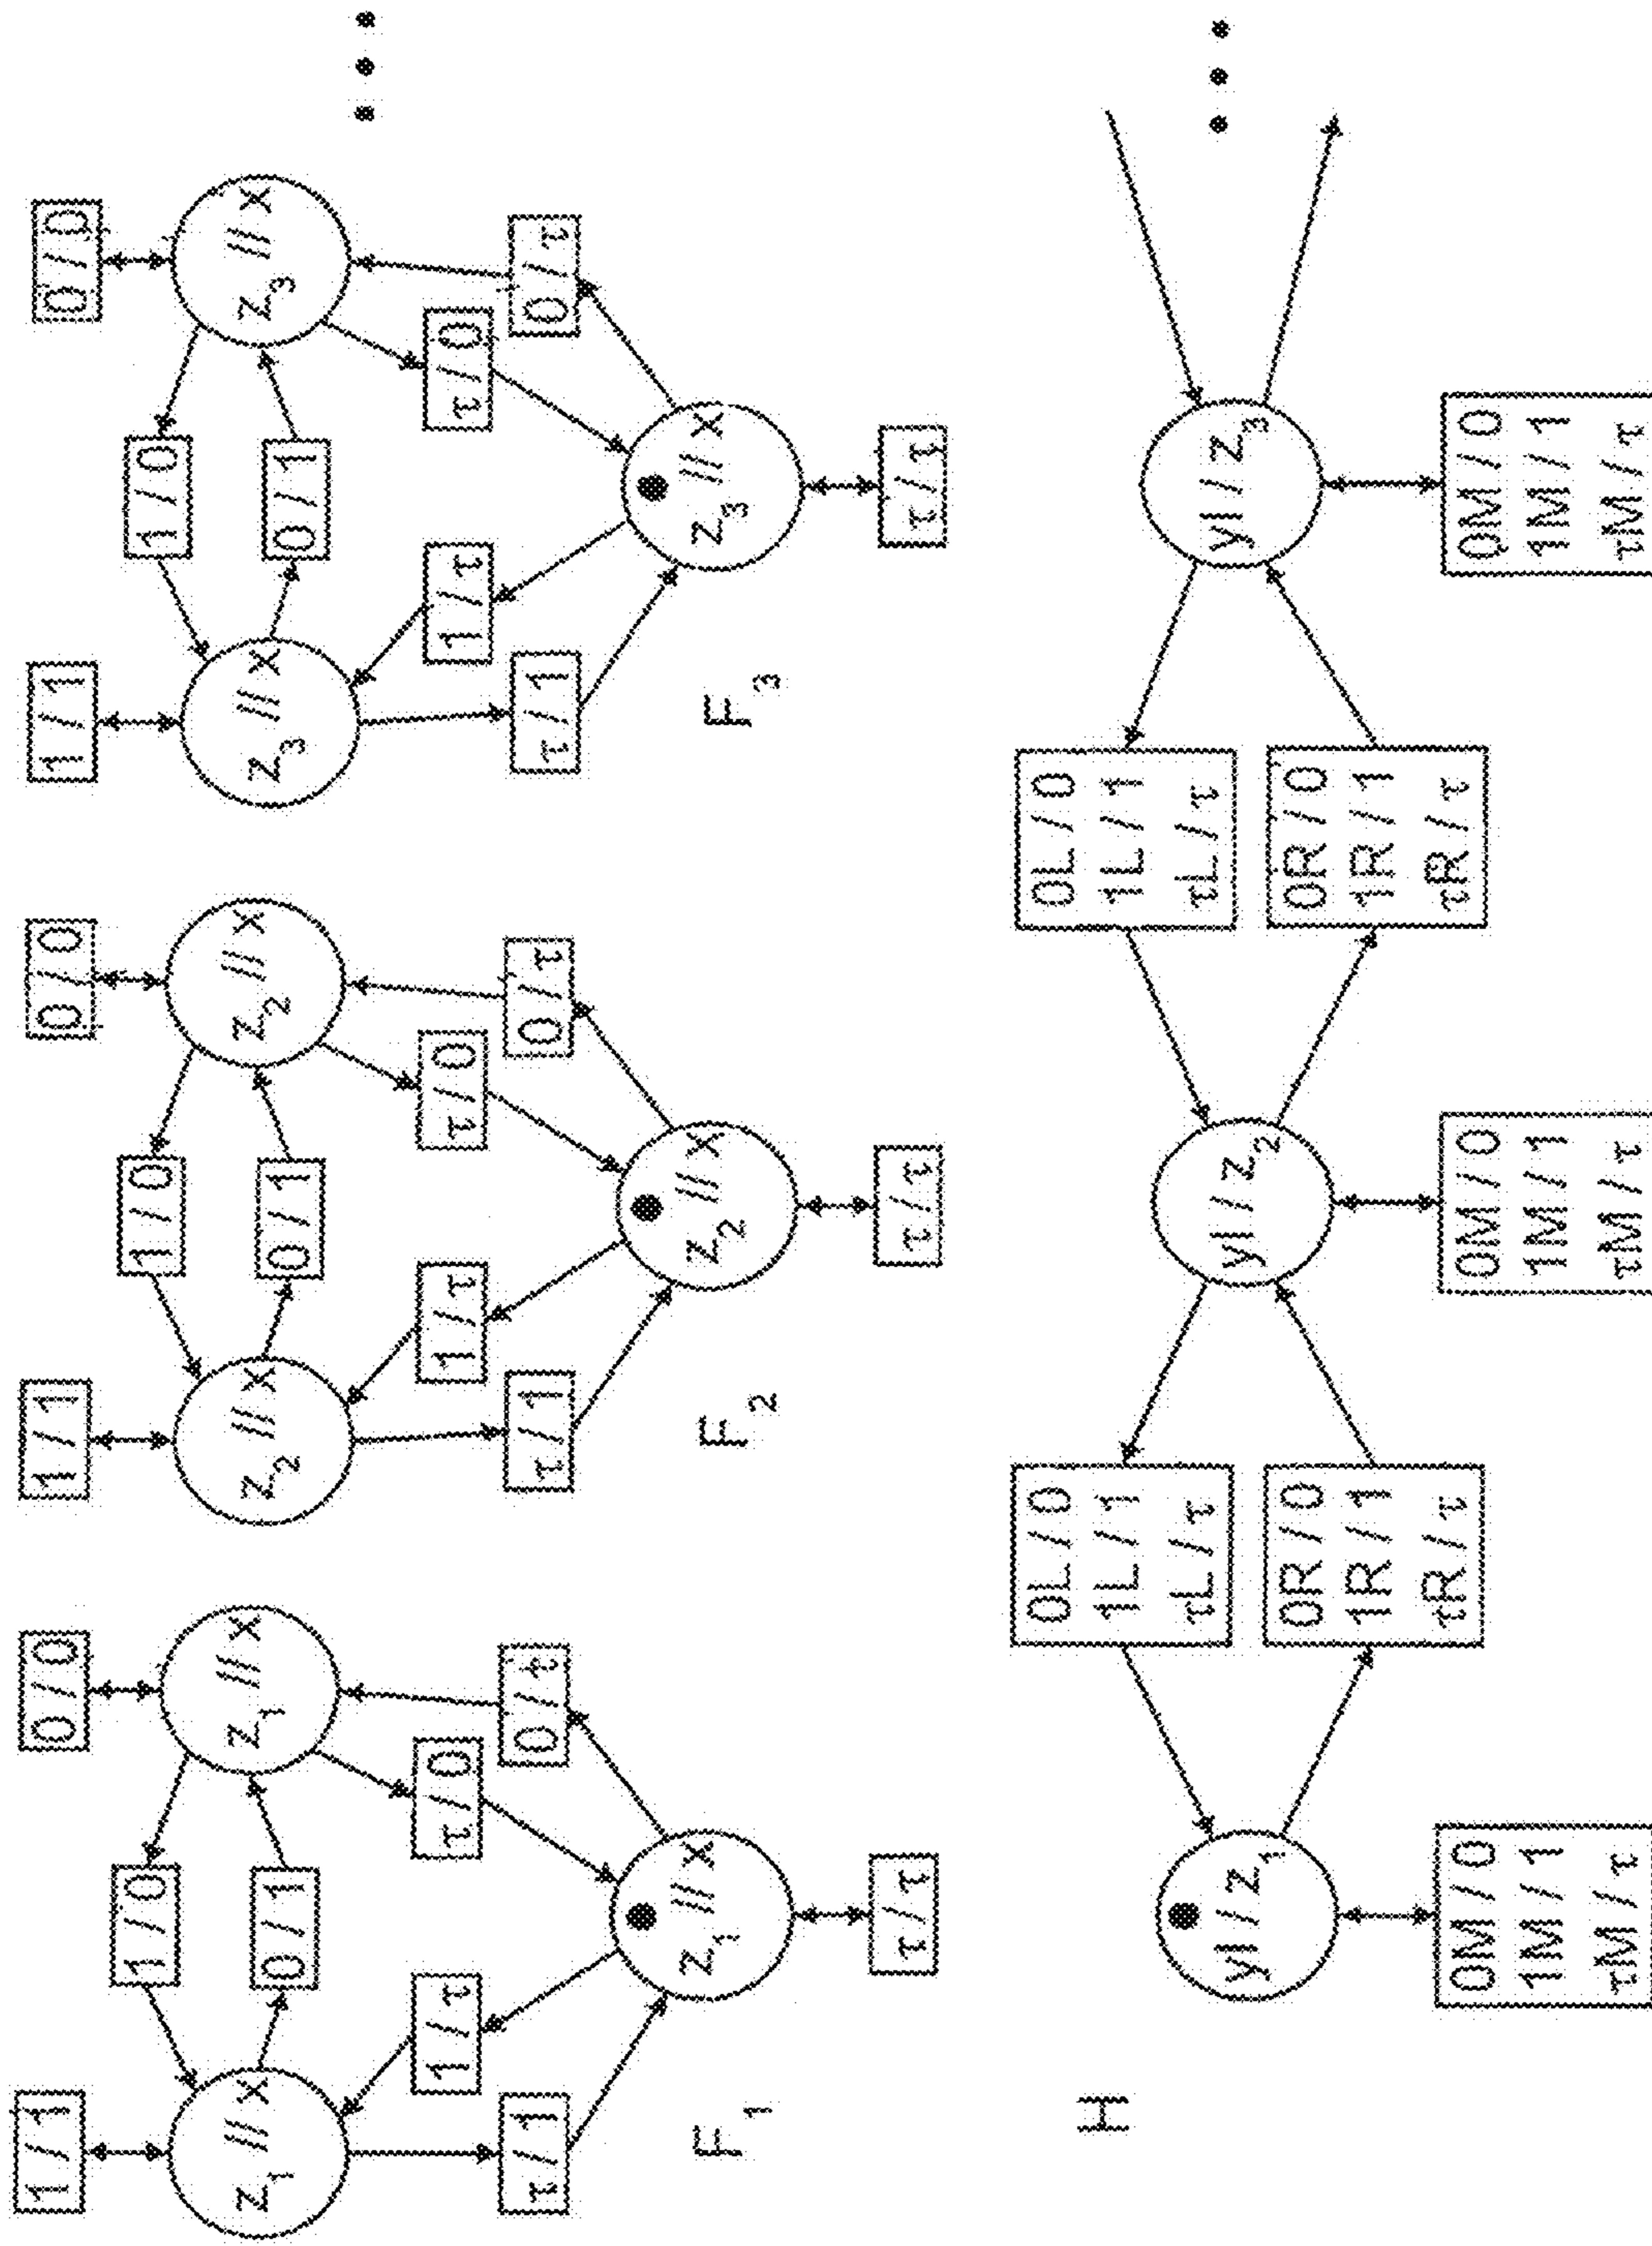 1/1
0/0
1/0
z₁ // x
0/1
z₁ // x
1/τ
τ/0
τ/1
0/τ
z₁ // x
F₁
τ/τ
1/1
0/0
1/0
z₂ // x
0/1
z₂ // x
1/τ
τ/0
τ/1
0/τ
z₂ // x
F₂
τ/τ
1/1
0/0
1/0
z₃ // x
0/1
z₃ // x
1/τ
τ/0
τ/1
0/τ
z₃ // x
F₃
τ/τ
H
0L/0
1L/1
τL/τ
0L/0
1L/1
τL/τ
yl//z₁
yl//z₂
yl//z₃
0R/0
1R/1
τR/τ
0R/0
1R/1
τR/τ
0M/0
1M/1
τM/τ
0M/0
1M/1
τM/τ
0M/0
1M/1
τM/τ